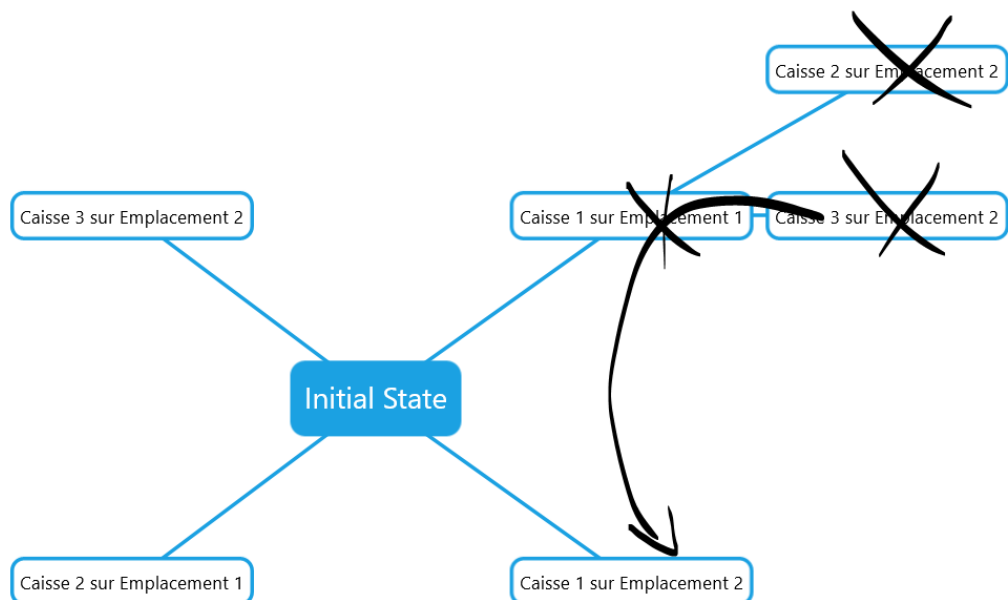 Caisse 2 sur Emplacement 2
Caisse 3 sur Emplacement 2
Caisse 1 sur Emplacement 1
Caisse 3 sur Emplacement 2
Initial State
Caisse 2 sur Emplacement 1
Caisse 1 sur Emplacement 2